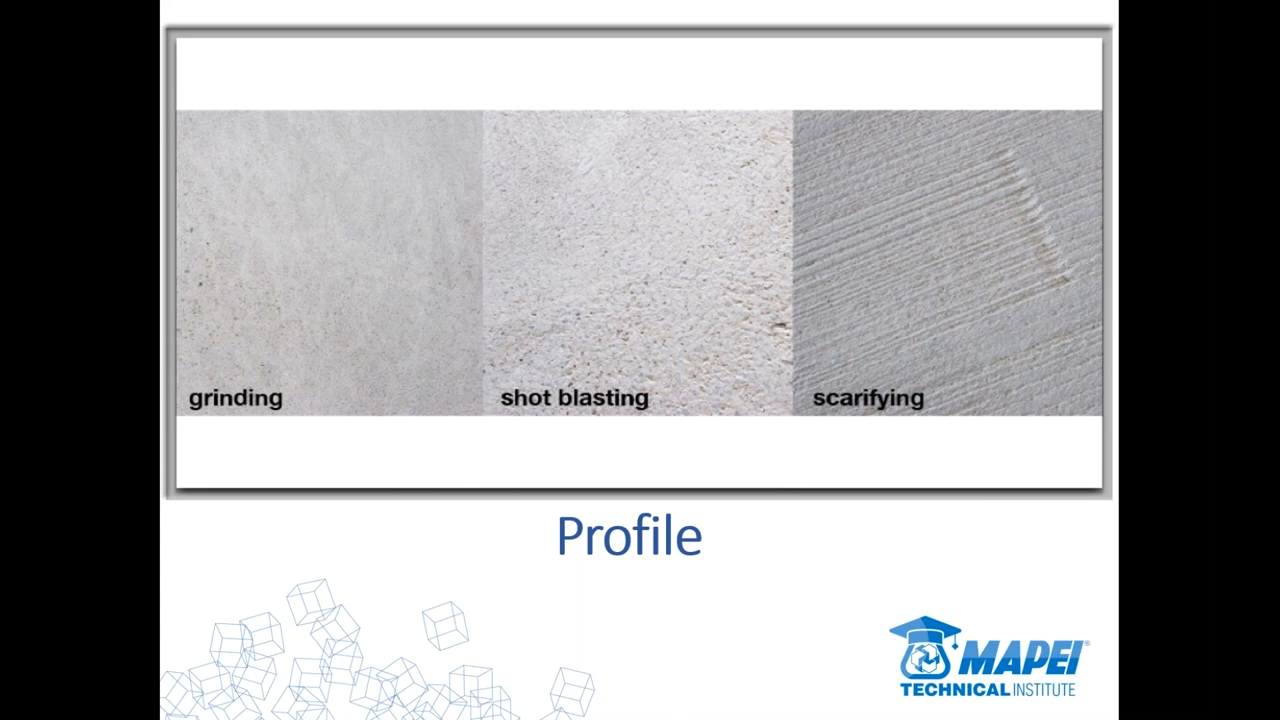 grinding
shot blasting
scarifying
Profile
MAPEI®
TECHNICAL INSTITUTE